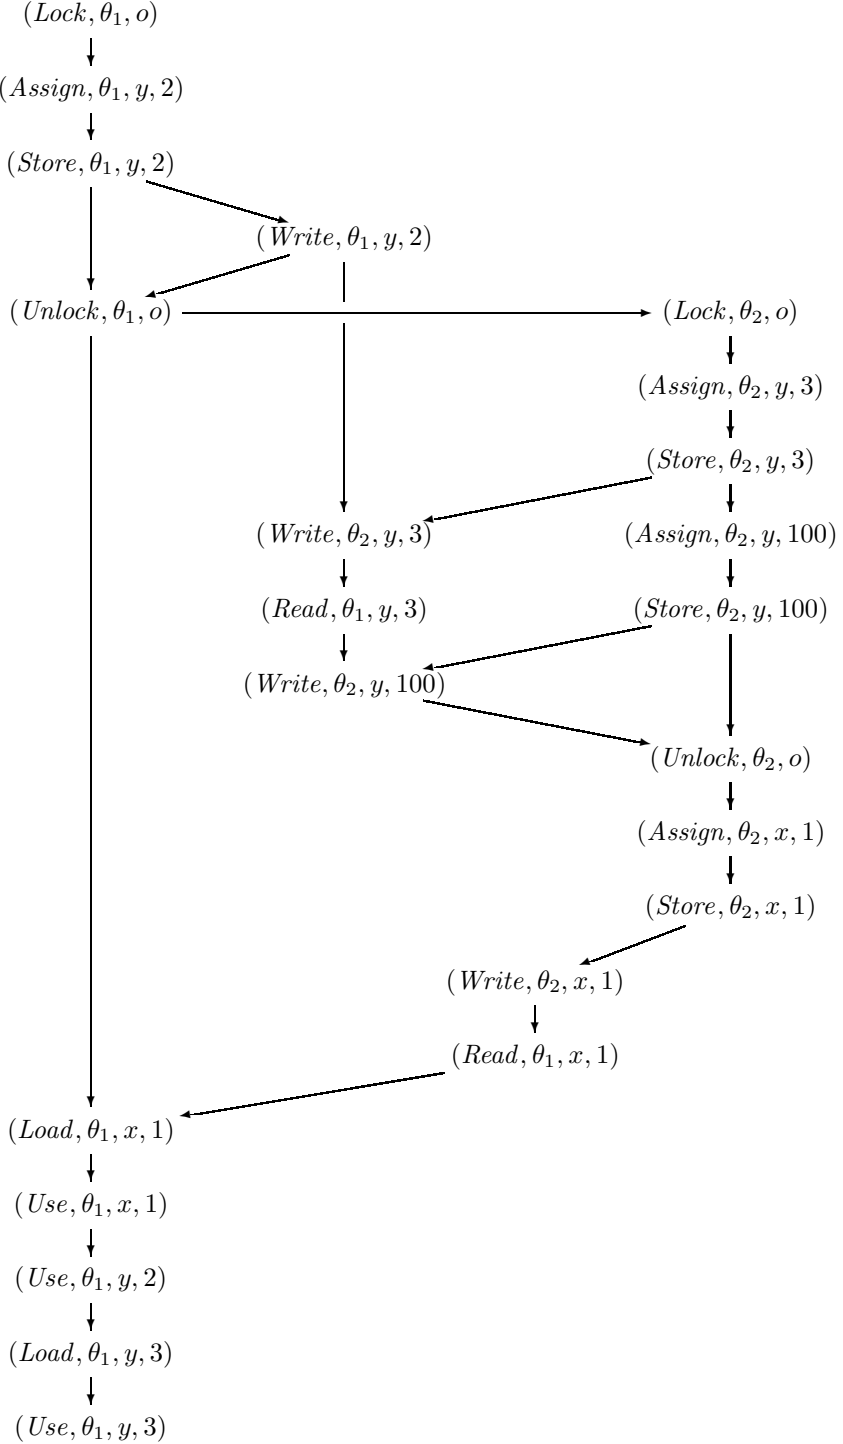 (Lock, θ₁, o)
(Assign, θ₁, y, 2)
(Store, θ₁, y, 2)
(Write, θ₁, y, 2)
(Unlock, θ₁, o) (Lock, θ₂, o)
(Assign, θ₂, y, 3)
(Store, θ₂, y, 3)
(Write, θ₂, y, 3) (Assign, θ₂, y, 100)
(Read, θ₁, y, 3) (Store, θ₂, y, 100)
(Write, θ₂, y, 100)
(Unlock, θ₂, o)
(Assign, θ₂, x, 1)
(Store, θ₂, x, 1)
(Write, θ₂, x, 1)
(Read, θ₁, x, 1)
(Load, θ₁, x, 1)
(Use, θ₁, x, 1)
(Use, θ₁, y, 2)
(Load, θ₁, y, 3)
(Use, θ₁, y, 3)